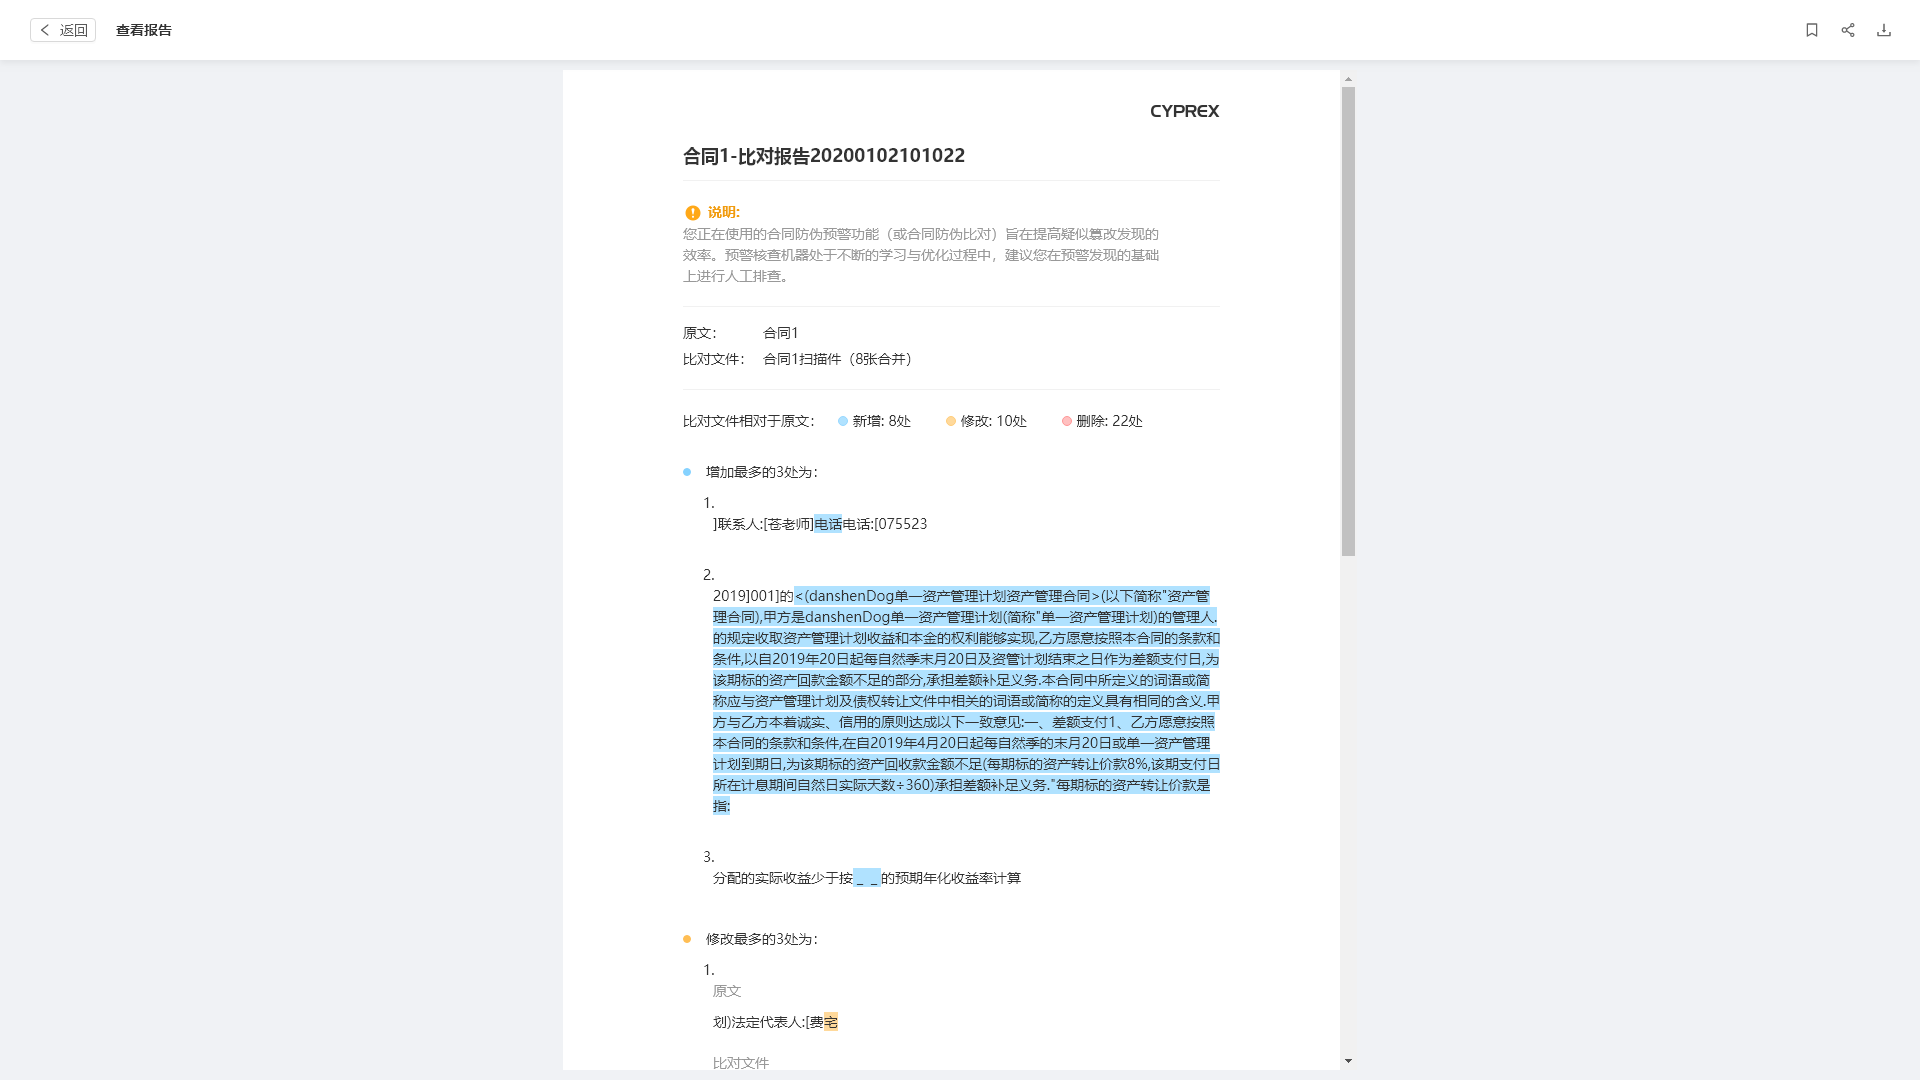 返回
查看报告
CYPREX
合同1-比对报告20200102101022
说明:
您正在使用的合同防伪预警功能（或合同防伪比对）旨在提高疑似篡改发现的
效率。预警核查机器处于不断的学习与优化过程中，建议您在预警发现的基础
上进行人工排查。
原文： 合同1
比对文件： 合同1扫描件（8张合并）
比对文件相对于原文： 新增: 8处 修改: 10处 删除: 22处
增加最多的3处为：
1.
]联系人:[苍老师]电话电话:[075523
2.
2019]001]的<(danshenDog单一资产管理计划资产管理合同>(以下简称"资产管
理合同),甲方是danshenDog单一资产管理计划(简称"单一资产管理计划)的管理人.
的规定收取资产管理计划收益和本金的权利能够实现,乙方愿意按照本合同的条款和
条件,以自2019年20日起每自然季末月20日及资管计划结束之日作为差额支付日,为
该期标的资产回款金额不足的部分,承担差额补足义务.本合同中所定义的词语或简
称应与资产管理计划及债权转让文件中相关的词语或简称的定义具有相同的含义.甲
方与乙方本着诚实、信用的原则达成以下一致意见:一、差额支付1、乙方愿意按照
本合同的条款和条件,在自2019年4月20日起每自然季的末月20日或单一资产管理
计划到期日,为该期标的资产回收款金额不足(每期标的资产转让价款8%,该期支付日
所在计息期间自然日实际天数÷360)承担差额补足义务."每期标的资产转让价款是
指:
3.
分配的实际收益少于按_ _的预期年化收益率计算
修改最多的3处为：
1.
原文
划)法定代表人:[费宅
比对文件